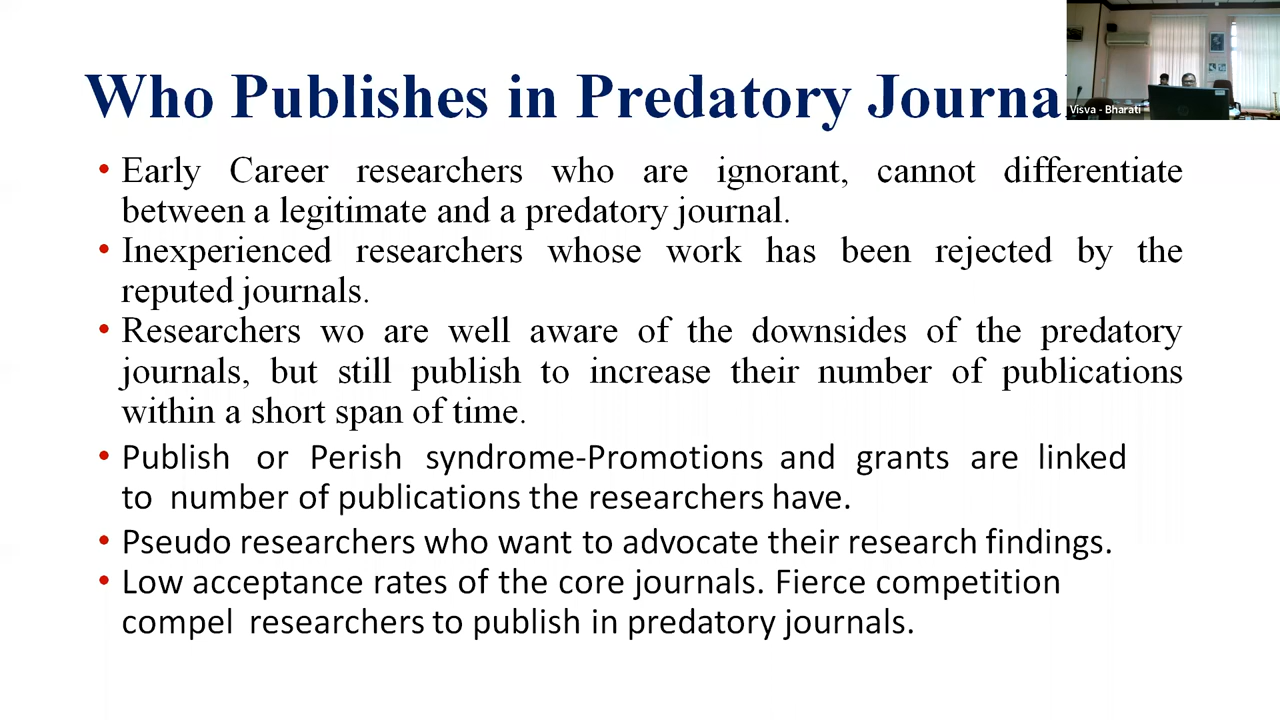 Who Publishes in Predatory Journa
Visva - Bharati
• Early Career researchers who are ignorant, cannot differentiate
between a legitimate and a predatory journal.
• Inexperienced researchers whose work has been rejected by the
reputed journals.
• Researchers wo are well aware of the downsides of the predatory
journals, but still publish to increase their number of publications
within a short span of time.
• Publish or Perish syndrome-Promotions and grants are linked
to number of publications the researchers have.
• Pseudo researchers who want to advocate their research findings.
• Low acceptance rates of the core journals. Fierce competition
compel researchers to publish in predatory journals.